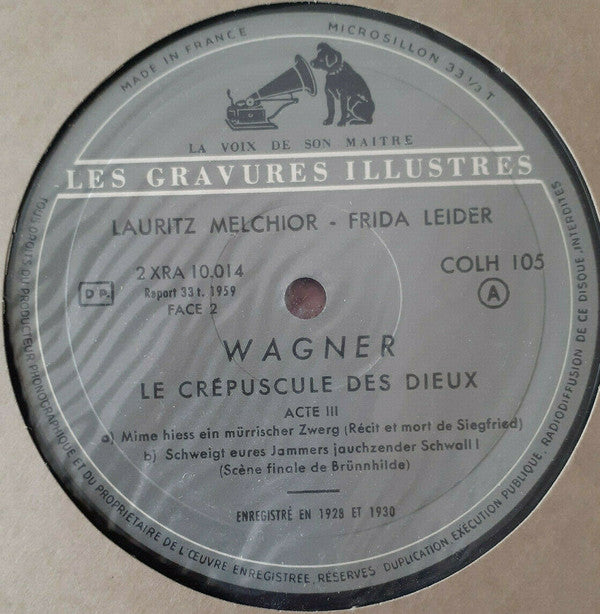 MADE IN FRANCE
MICROSILLON 33 1/3 T
LA VOIX DE SON MAITRE
LES GRAVURES ILLUSTRES
LAURITZ MELCHIOR - FRIDA LEIDER
2 XRA 10.014
COLH 105
DP.
Report 33 t. 1959
A
FACE 2
WAGNER
LE CRÉPUSCULE DES DIEUX
ACTE III
a) Mime hiess ein mürrischer Zwerg (Récit et mort de Siegfried)
b) Schweigt eures Jammers jauchzender Schwall !
(Scène finale de Brünnhilde)
ENREGISTRÉ EN 1928 ET 1930
TOUS DROITS DU PRODUCTEUR PHONOGRAPHIQUE ET DU PROPRIÉTAIRE DE L'ŒUVRE ENREGISTRÉE, RÉSERVÉS. DUPLICATION, EXÉCUTION PUBLIQUE, RADIODIFFUSION DE CE DISQUE, INTERDITES